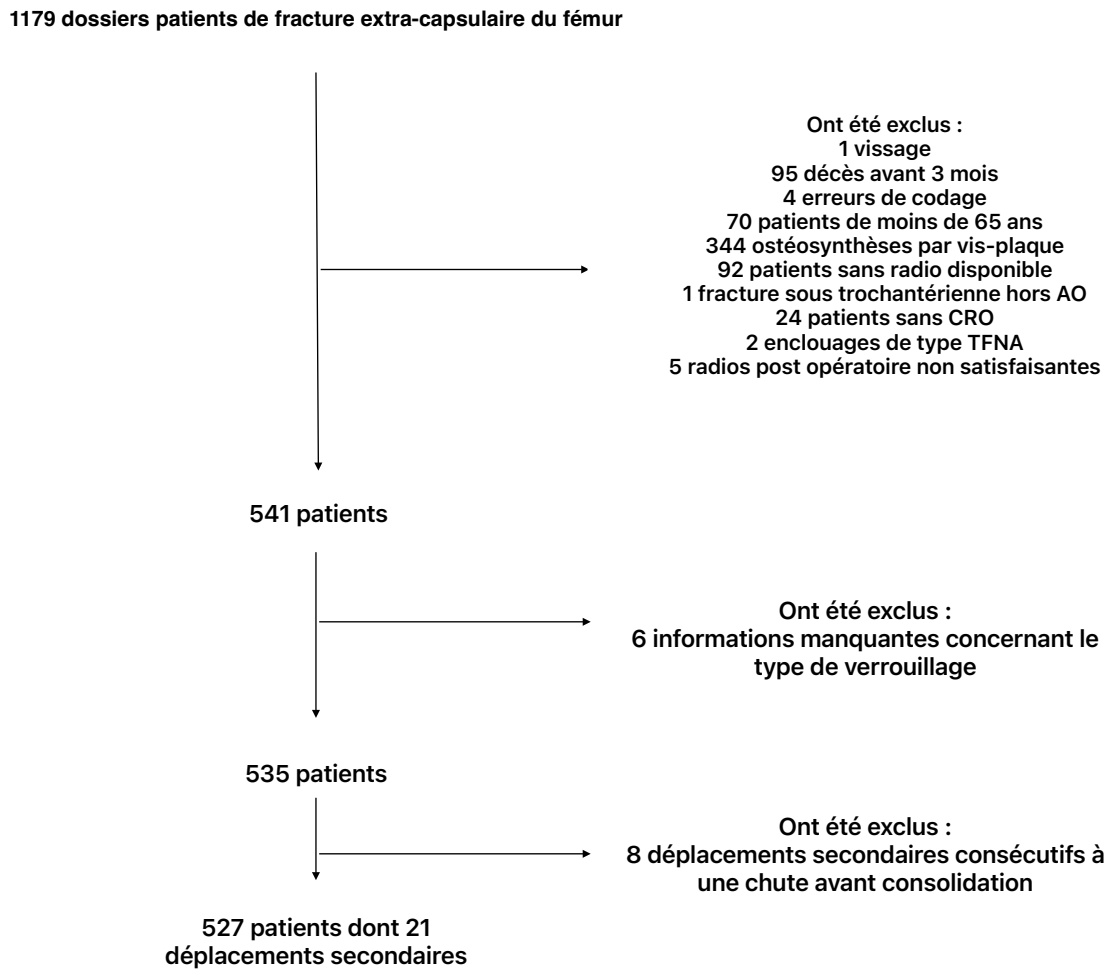 1179 dossiers patients de fracture extra-capsulaire du fémur
Ont été exclus :
1 vissage
95 décès avant 3 mois
4 erreurs de codage
70 patients de moins de 65 ans
344 ostéosynthèses par vis-plaque
92 patients sans radio disponible
1 fracture sous trochantérienne hors AO
24 patients sans CRO
2 enclouages de type TFNA
5 radios post opératoire non satisfaisantes
541 patients
Ont été exclus :
6 informations manquantes concernant le
type de verrouillage
535 patients
Ont été exclus :
8 déplacements secondaires consécutifs à
une chute avant consolidation
527 patients dont 21
déplacements secondaires